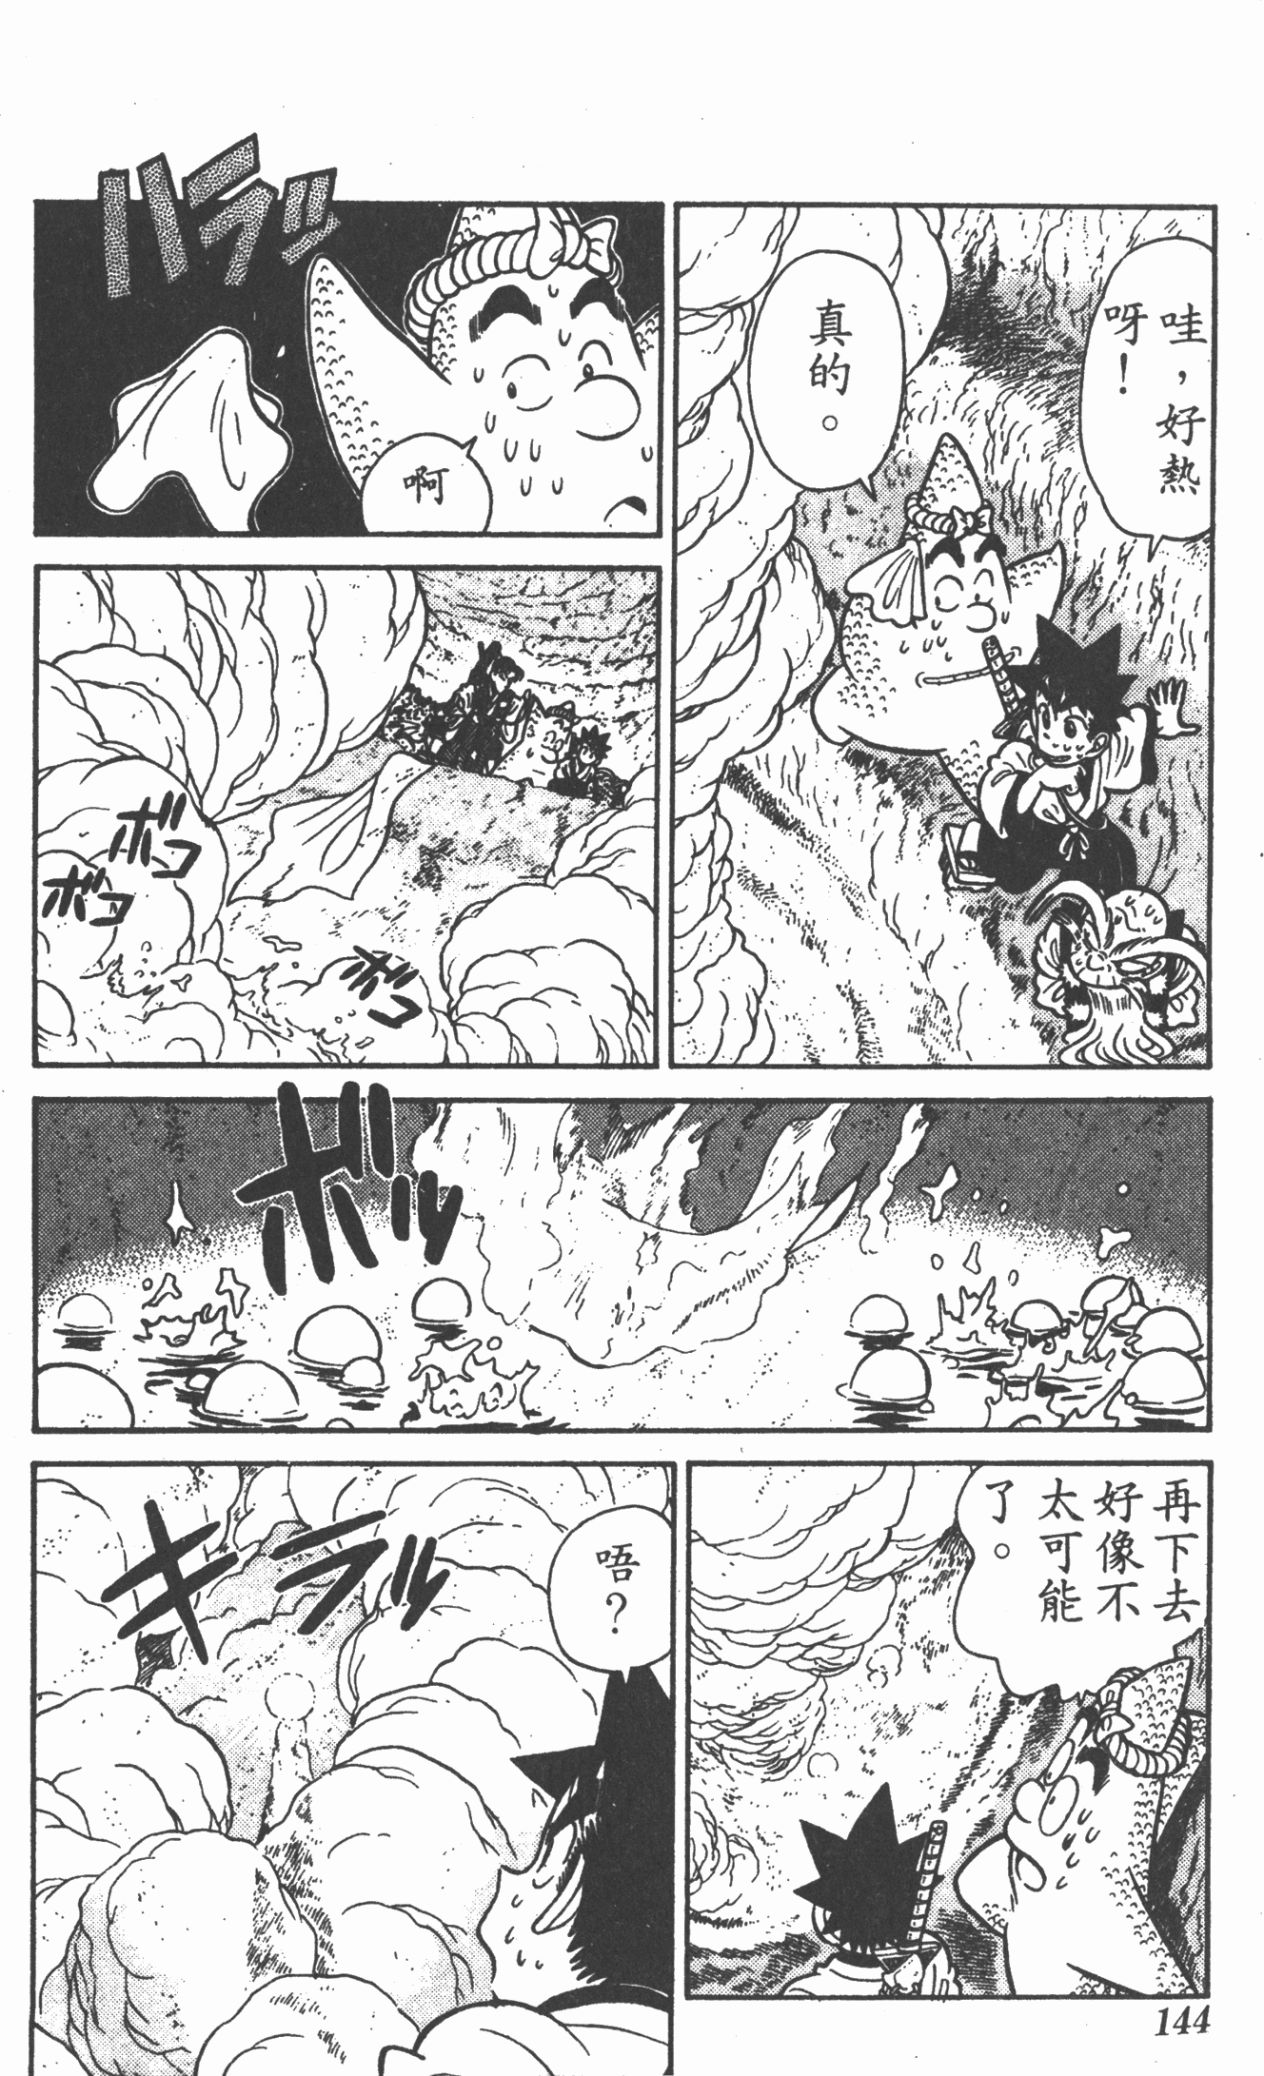 哇，好熱
呀！
真的。
ハラッ
啊
ボコ
ボコ
ボコ
ボッ
再下去
好像不
太可能
了。
唔？
キラッ
144